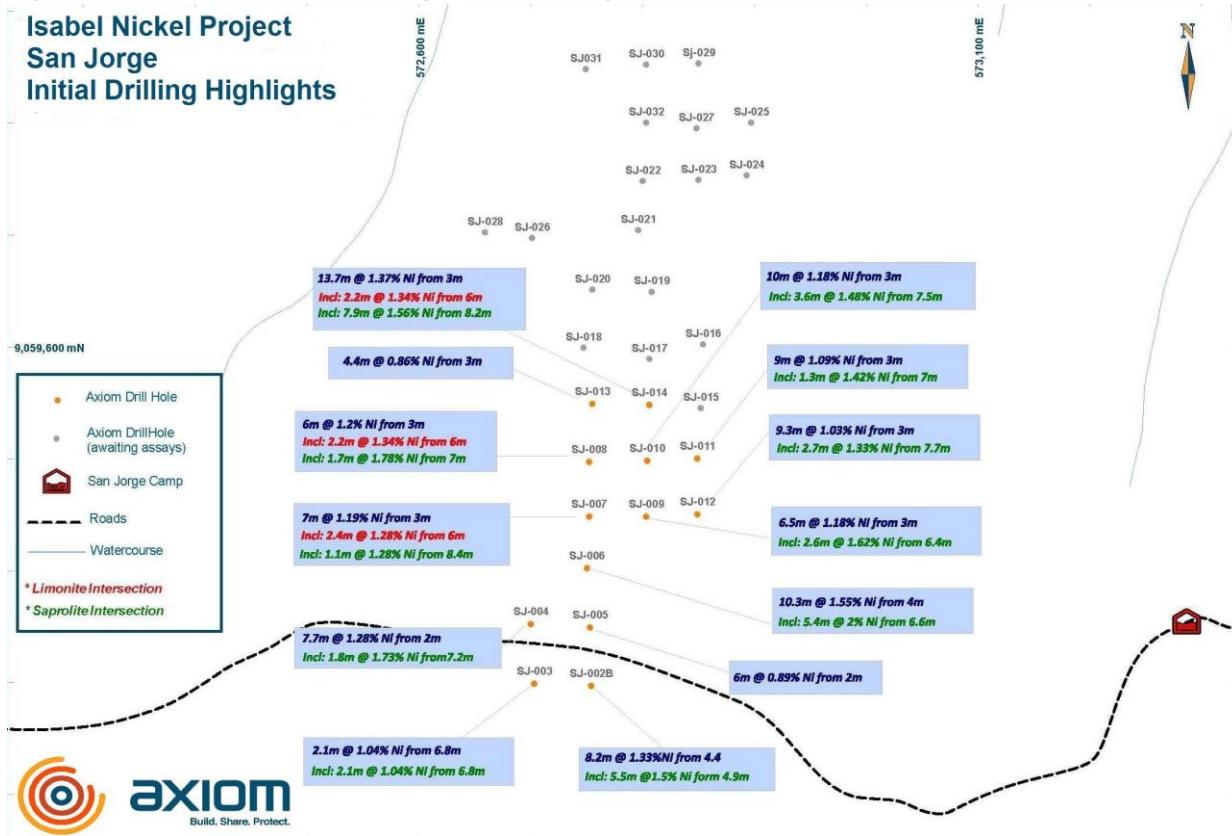 Isabel Nickel Project
San Jorge
Initial Drilling Highlights
572,600 mE
573,100 mE
N
SJ031
SJ-030
Sj-029
SJ-032
SJ-027
SJ-025
SJ-022
SJ-023
SJ-024
SJ-028
SJ-026
SJ-021
SJ-020
SJ-019
13.7m @ 1.37% Ni from 3m
Incl: 2.2m @ 1.34% Ni from 6m
Incl: 7.9m @ 1.56% Ni from 8.2m
10m @ 1.18% Ni from 3m
Incl: 3.6m @ 1.48% Ni from 7.5m
SJ-018
SJ-017
SJ-016
9,059,600 mN
4.4m @ 0.86% Ni from 3m
9m @ 1.09% Ni from 3m
Incl: 1.3m @ 1.42% Ni from 7m
SJ-013
SJ-014
SJ-015
Axiom Drill Hole
Axiom DrillHole
(awaiting assays)
San Jorge Camp
Roads
Watercourse
* Limonite Intersection
* Saprolite Intersection
6m @ 1.2% Ni from 3m
Incl: 2.2m @ 1.34% Ni from 6m
Incl: 1.7m @ 1.78% Ni from 7m
SJ-008
SJ-010
SJ-011
9.3m @ 1.03% Ni from 3m
Incl: 2.7m @ 1.33% Ni from 7.7m
7m @ 1.19% Ni from 3m
Incl: 2.4m @ 1.28% Ni from 6m
Incl: 1.1m @ 1.28% Ni from 8.4m
SJ-007
SJ-009
SJ-012
6.5m @ 1.18% Ni from 3m
Incl: 2.6m @ 1.62% Ni from 6.4m
SJ-006
10.3m @ 1.55% Ni from 4m
Incl: 5.4m @ 2% Ni from 6.6m
SJ-004
SJ-005
7.7m @ 1.28% Ni from 2m
Incl: 1.8m @ 1.73% Ni from7.2m
6m @ 0.89% Ni from 2m
SJ-003
SJ-002B
2.1m @ 1.04% Ni from 6.8m
Incl: 2.1m @1.04% Ni from 6.8m
8.2m @ 1.33%Ni from 4.4
Incl: 5.5m @1.5% Ni form 4.9m
axiom
Build. Share. Protect.